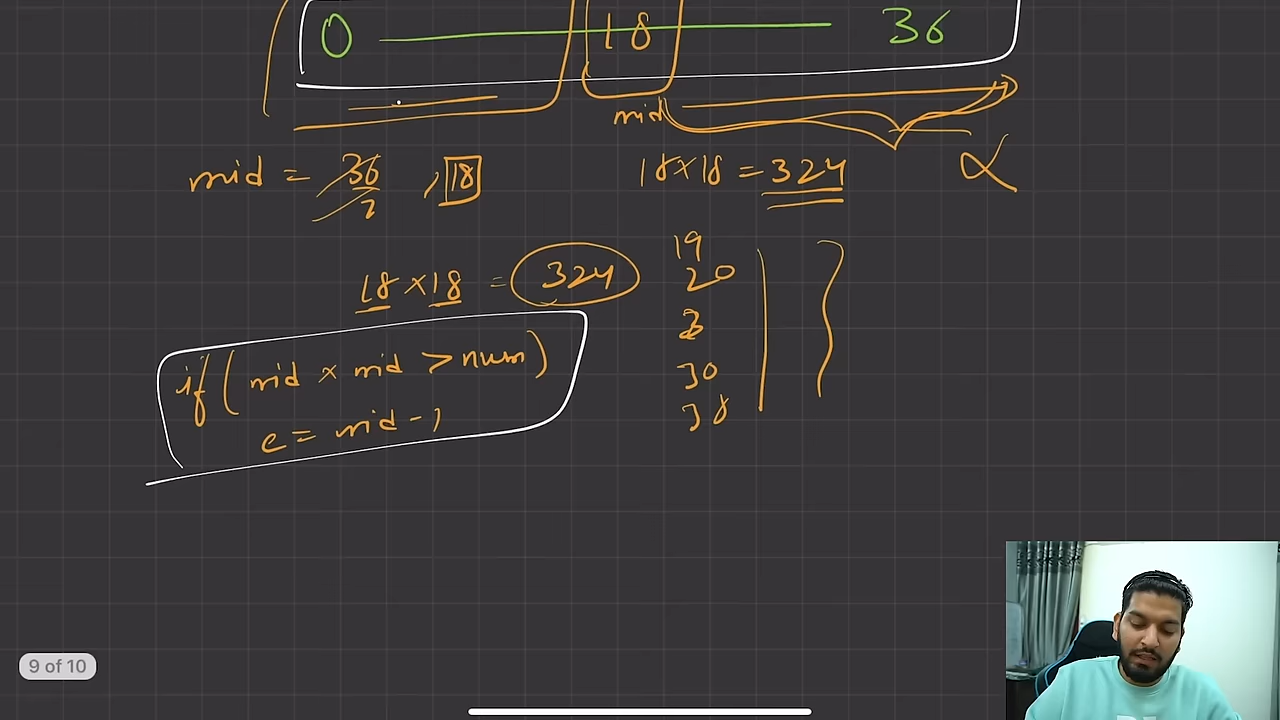 0 18 36
mid
mid = 36/2 , 18
18×18 = 324
18 × 18 = 324
19
20
30
38
if ( mid × mid > num)
e = mid - 1
9 of 10